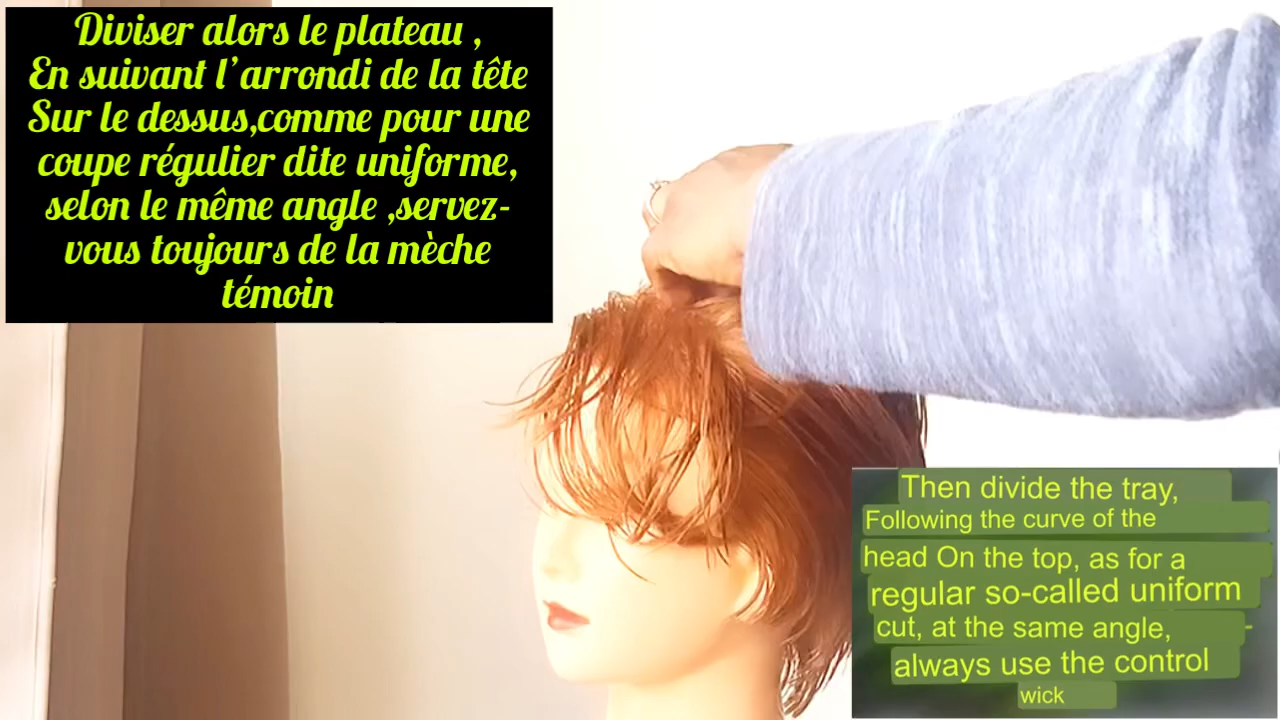 Diviser alors le plateau ,
En suivant l'arrondi de la tête
Sur le dessus,comme pour une
coupe régulier dite uniforme,
selon le même angle ,servez-
vous toujours de la mèche
témoin
Then divide the tray,
Following the curve of the
head On the top, as for a
regular so-called uniform
cut, at the same angle, -
always use the control
wick